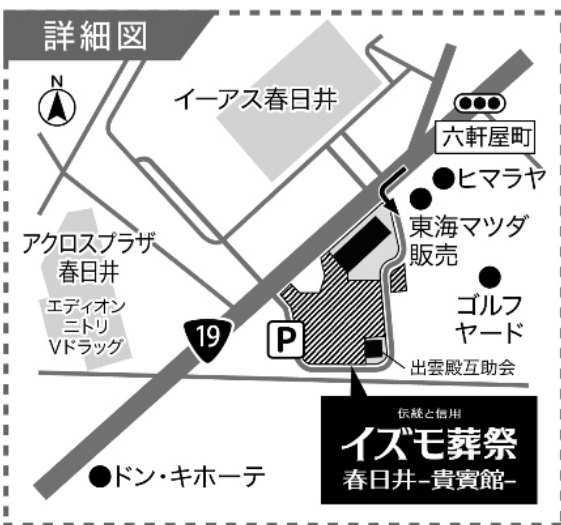 詳細図
N
イーアス春日井
六軒屋町
ヒマラヤ
東海マツダ
販売
アクロスプラザ
春日井
エディオン
ニトリ
Vドラッグ
ゴルフ
ヤード
19
P
出雲殿互助会
伝統と信用
イズモ葬祭
春日井-貴賓館-
ドン・キホーテ